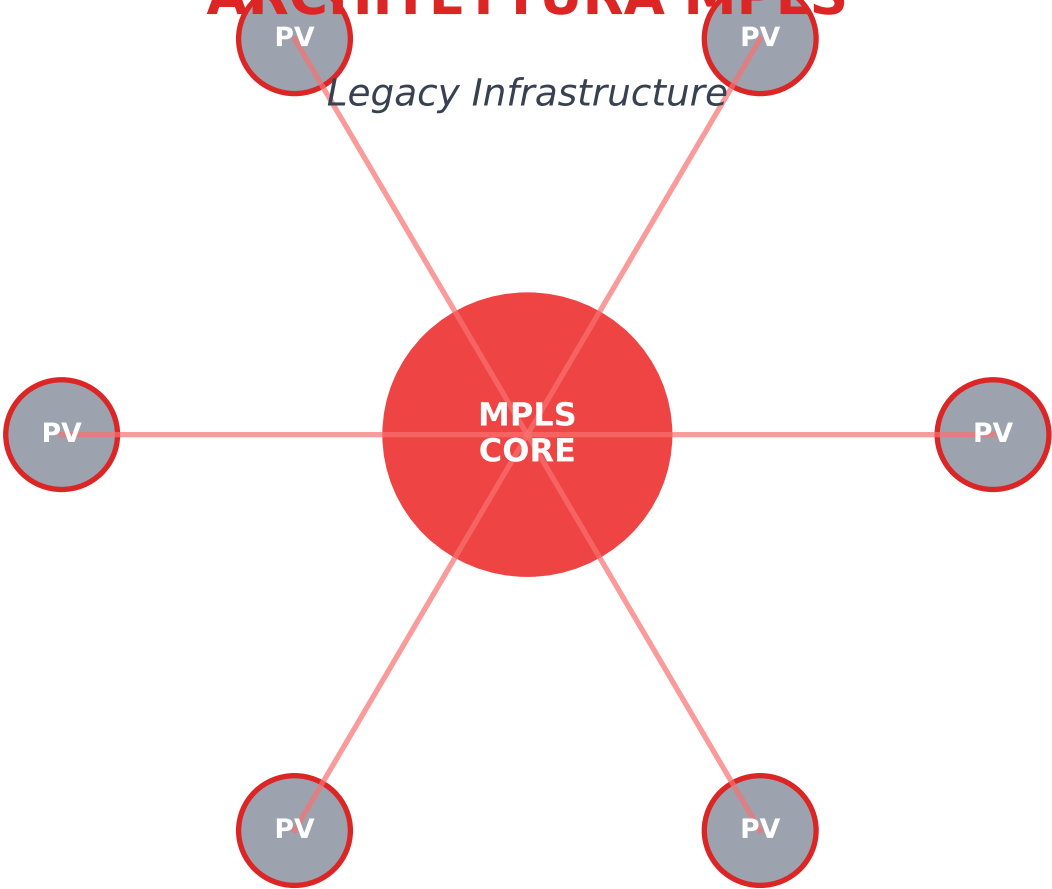 ARCHITETTURA MPLS
PV PV
Legacy Infrastructure
MPLS
CORE
PV PV
PV PV